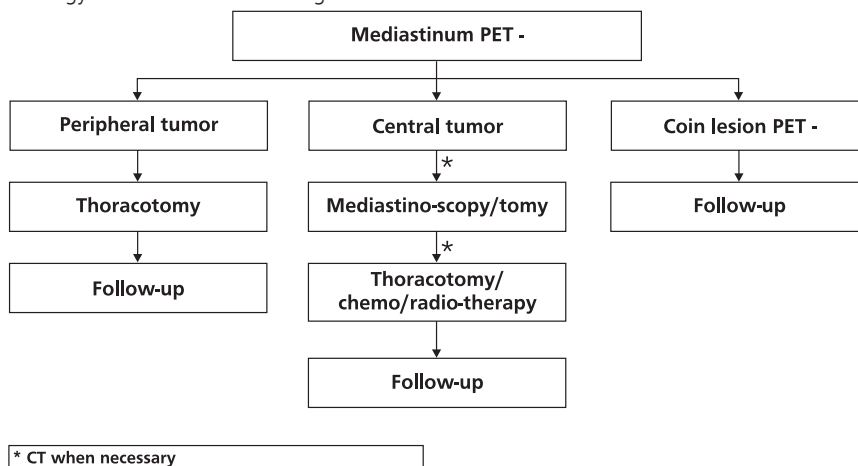 Mediastinum PET -
Peripheral tumor
Central tumor
Coin lesion PET -
*
Thoracotomy
Mediastino-scopy/tomy
Follow-up
*
Follow-up
Thoracotomy/
chemo/radio-therapy
Follow-up
* CT when necessary